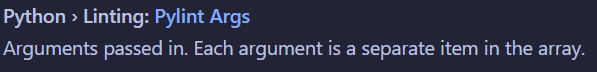 Python › Linting: Pylint Args
Arguments passed in. Each argument is a separate item in the array.